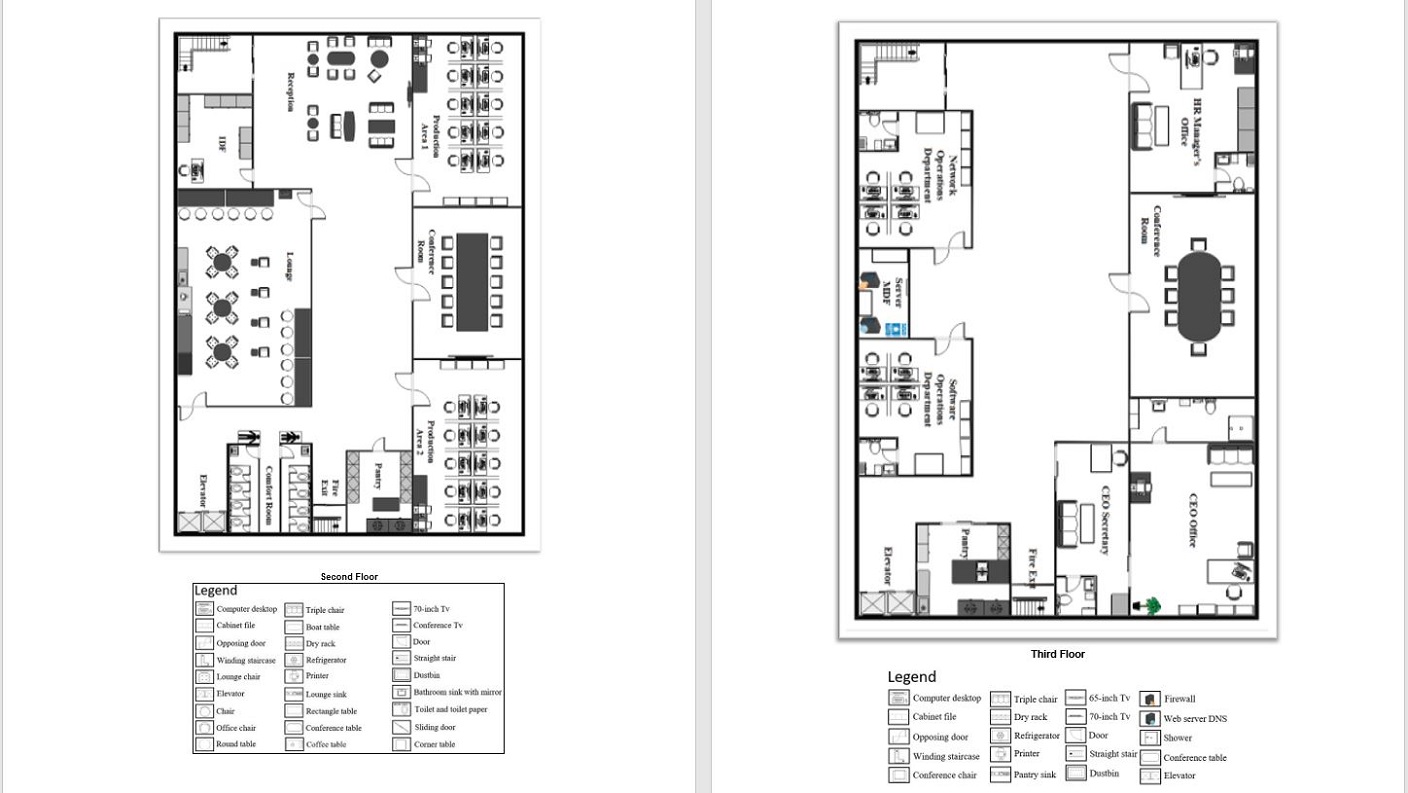 Reception
Production
Area 1
IDF
Conference
Room
Lounge
Production
Area 2
Pantry
Fire
Exit
Comfort Room
Elevator
Second Floor
Legend
Computer desktop
Cabinet file
Opposing door
Winding staircase
Lounge chair
Elevator
Chair
Office chair
Round table
Triple chair
Boat table
Dry rack
Refrigerator
Printer
Lounge sink
Rectangle table
Conference table
Coffee table
70-inch Tv
Conference Tv
Door
Straight stair
Dustbin
Bathroom sink with mirror
Toilet and toilet paper
Sliding door
Corner table
HR Manager's
Office
Network
Operations
Department
Conference
Room
Server
MDF
Software
Operations
Department
CEO Secretary
CEO Office
Pantry
Elevator
Fire Exit
Third Floor
Legend
Computer desktop
Cabinet file
Opposing door
Winding staircase
Conference chair
Triple chair
Dry rack
Refrigerator
Printer
Pantry sink
65-inch Tv
70-inch Tv
Door
Straight stair
Dustbin
Firewall
Web server DNS
Shower
Conference table
Elevator